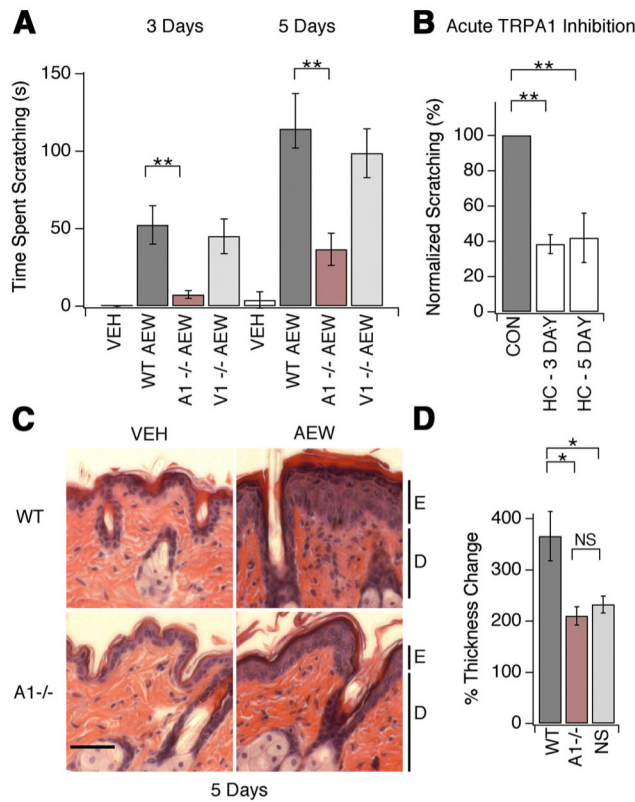 A
3 Days
5 Days
Time Spent Scratching (s)
150
100
50
0
**
**
VEH
WT AEW
A1 -/- AEW
V1 -/- AEW
VEH
WT AEW
A1 -/- AEW
V1 -/- AEW
B
Acute TRPA1 Inhibition
Normalized Scratching (%)
100
80
60
40
20
0
**
**
CON
HC - 3 DAY
HC - 5 DAY
C
VEH
AEW
WT
A1-/-
E
D
E
D
5 Days
D
% Thickness Change
400
300
200
100
0
*
*
NS
WT
A1-/-
NS